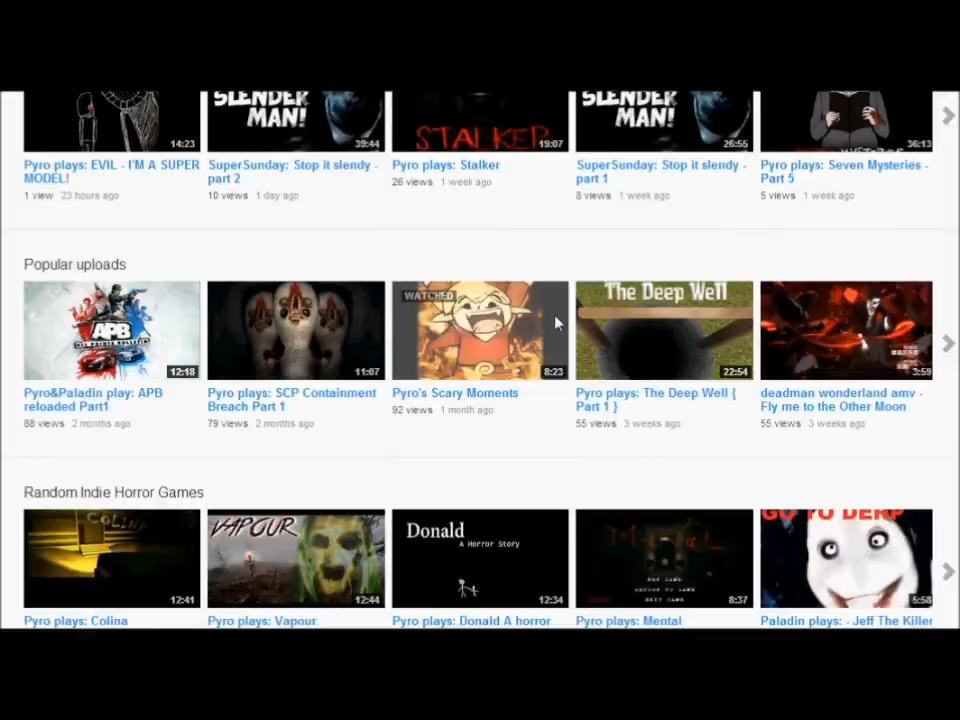 SLENDER
MAN!
STALKER
SLENDER
MAN!
14:23
39:44
19:07
26:55
36:13
Pyro plays: EVIL - I'M A SUPER
MODEL!
1 view 23 hours ago
SuperSunday: Stop it slendy -
part 2
10 views 1 day ago
Pyro plays: Stalker
26 views 1 week ago
SuperSunday: Stop it slendy -
part 1
8 views 1 week ago
Pyro plays: Seven Mysteries -
Part 5
5 views 1 week ago
Popular uploads
APB
12:18
11:07
WATCHED
8:23
The Deep Well
22:54
3:59
Pyro&Paladin play: APB
reloaded Part1
88 views 2 months ago
Pyro plays: SCP Containment
Breach Part 1
79 views 2 months ago
Pyro's Scary Moments
92 views 1 month ago
Pyro plays: The Deep Well {
Part 1 }
55 views 3 weeks ago
deadman wonderland amv -
Fly me to the Other Moon
55 views 3 weeks ago
Random Indie Horror Games
COLINA
12:41
VAPOUR
12:44
Donald
A Horror Story
12:34
8:37
GO TO DERP
5:58
Pyro plays: Colina
Pyro plays: Vapour
Pyro plays: Donald A horror
Pyro plays: Mental
Paladin plays: - Jeff The Killer